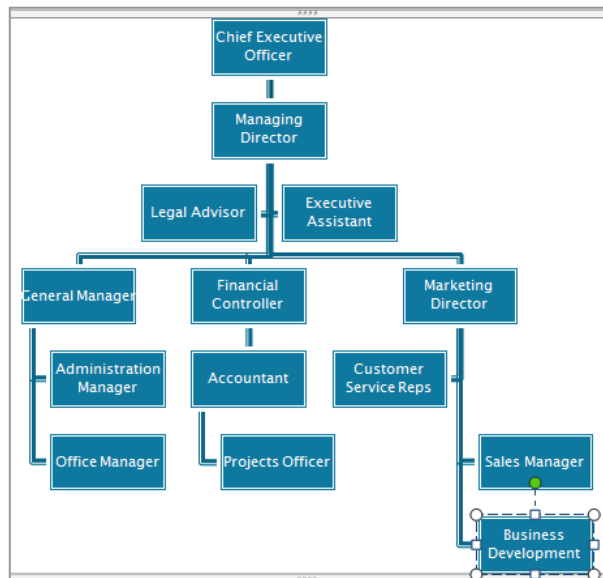 Chief Executive
Officer
Managing
Director
Legal Advisor
Executive
Assistant
General Manager
Financial
Controller
Marketing
Director
Administration
Manager
Accountant
Customer
Service Reps
Office Manager
Projects Officer
Sales Manager
Business
Development